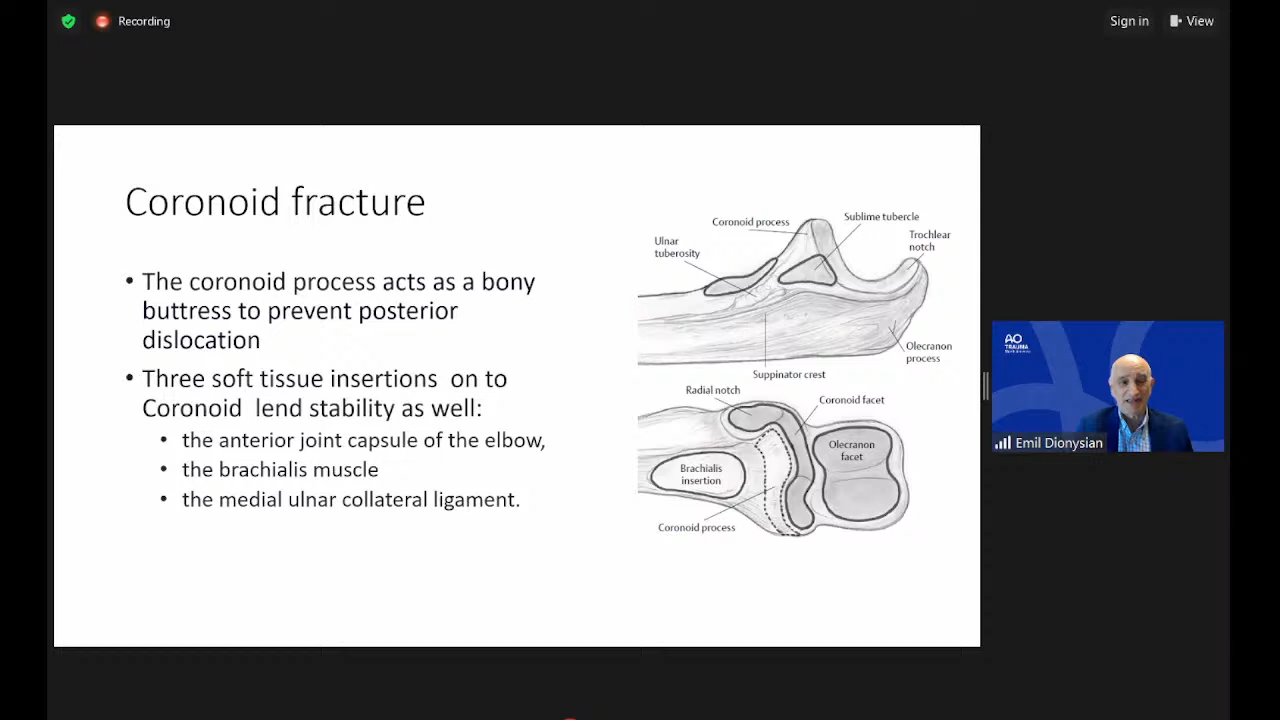 Recording
Sign in
View
Coronoid fracture
• The coronoid process acts as a bony
buttress to prevent posterior
dislocation
• Three soft tissue insertions on to
Coronoid lend stability as well:
• the anterior joint capsule of the elbow,
• the brachialis muscle
• the medial ulnar collateral ligament.
Coronoid process
Sublime tubercle
Ulnar
tuberosity
Trochlear
notch
Olecranon
process
Suppinator crest
Radial notch
Coronoid facet
Olecranon
facet
Brachialis
insertion
Coronoid process
AO
TRAUMA
Emil Dionysian